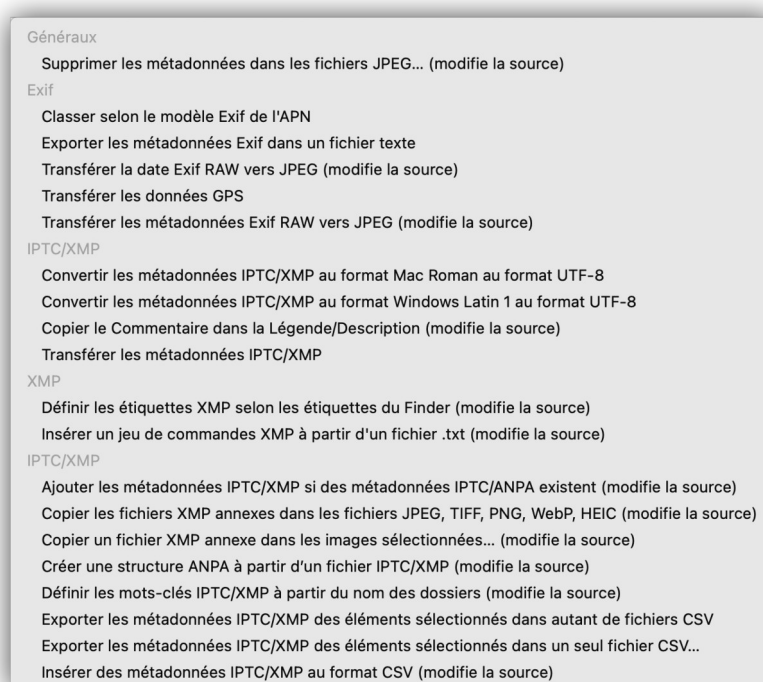 Généraux
Supprimer les métadonnées dans les fichiers JPEG... (modifie la source)
Exif
Classer selon le modèle Exif de l'APN
Exporter les métadonnées Exif dans un fichier texte
Transférer la date Exif RAW vers JPEG (modifie la source)
Transférer les données GPS
Transférer les métadonnées Exif RAW vers JPEG (modifie la source)
IPTC/XMP
Convertir les métadonnées IPTC/XMP au format Mac Roman au format UTF-8
Convertir les métadonnées IPTC/XMP au format Windows Latin 1 au format UTF-8
Copier le Commentaire dans la Légende/Description (modifie la source)
Transférer les métadonnées IPTC/XMP
XMP
Définir les étiquettes XMP selon les étiquettes du Finder (modifie la source)
Insérer un jeu de commandes XMP à partir d'un fichier .txt (modifie la source)
IPTC/XMP
Ajouter les métadonnées IPTC/XMP si des métadonnées IPTC/ANPA existent (modifie la source)
Copier les fichiers XMP annexes dans les fichiers JPEG, TIFF, PNG, WebP, HEIC (modifie la source)
Copier un fichier XMP annexe dans les images sélectionnées... (modifie la source)
Créer une structure ANPA à partir d’un fichier IPTC/XMP (modifie la source)
Définir les mots-clés IPTC/XMP à partir du nom des dossiers (modifie la source)
Exporter les métadonnées IPTC/XMP des éléments sélectionnés dans autant de fichiers CSV
Exporter les métadonnées IPTC/XMP des éléments sélectionnés dans un seul fichier CSV...
Insérer des métadonnées IPTC/XMP au format CSV (modifie la source)